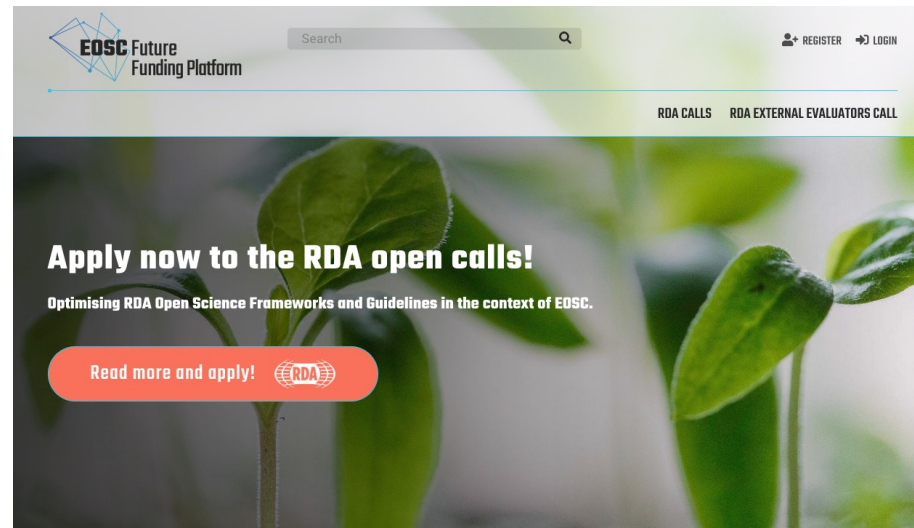 EOSC Future
Funding Platform
Search
REGISTER
LOGIN
RDA CALLS
RDA EXTERNAL EVALUATORS CALL
Apply now to the RDA open calls!
Optimising RDA Open Science Frameworks and Guidelines in the context of EOSC.
Read more and apply!
RDA